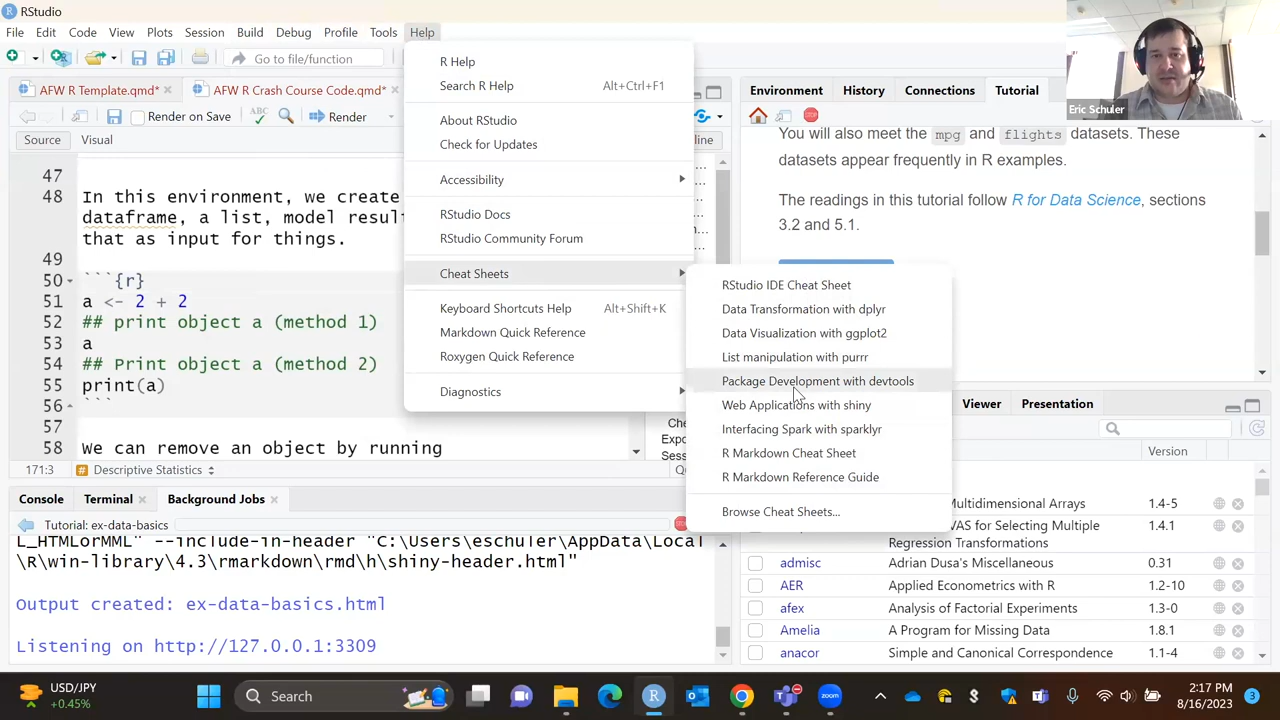 RStudio
File Edit Code View Plots Session Build Debug Profile Tools Help
Go to file/function
AFW R Template.qmd*
AFW R Crash Course Code.qmd*
Render on Save
ABC
Render
Source Visual
line
47
48 In this environment, we create
dataframe, a list, model resul
that as input for things.
49
50 ```{r}
51 a <- 2 + 2
52 ## print object a (method 1)
53 a
54 ## Print object a (method 2)
55 print(a)
56 ```
57
58 We can remove an object by running
171:3 # Descriptive Statistics
R Help
Search R Help Alt+Ctrl+F1
About RStudio
Check for Updates
Accessibility
RStudio Docs
RStudio Community Forum
Cheat Sheets
Keyboard Shortcuts Help Alt+Shift+K
Markdown Quick Reference
Roxygen Quick Reference
Diagnostics
RStudio IDE Cheat Sheet
Data Transformation with dplyr
Data Visualization with ggplot2
List manipulation with purrr
Package Development with devtools
Web Applications with shiny
Interfacing Spark with sparklyr
R Markdown Cheat Sheet
R Markdown Reference Guide
Browse Cheat Sheets...
Che
Expo
Ses
Environment History Connections Tutorial
Eric Schuler
You will also meet the mpg and flights datasets. These
datasets appear frequently in R examples.
The readings in this tutorial follow R for Data Science, sections
3.2 and 5.1.
Viewer Presentation
Version
Multidimensional Arrays 1.4-5
VAS for Selecting Multiple 1.4.1
Regression Transformations
admisc Adrian Dusa's Miscellaneous 0.31
AER Applied Econometrics with R 1.2-10
afex Analysis of Factorial Experiments 1.3-0
Amelia A Program for Missing Data 1.8.1
anacor Simple and Canonical Correspondence 1.1-4
Console Terminal Background Jobs
Tutorial: ex-data-basics
L_HTMLorMML" --include-in-header "C:\Users\eschuler\AppData\Local
\R\win-library\4.3\rmarkdown\rmd\h\shiny-header.html"
Output created: ex-data-basics.html
Listening on http://127.0.0.1:3309
USD/JPY
+0.45%
Search
zoom
2:17 PM
8/16/2023
3